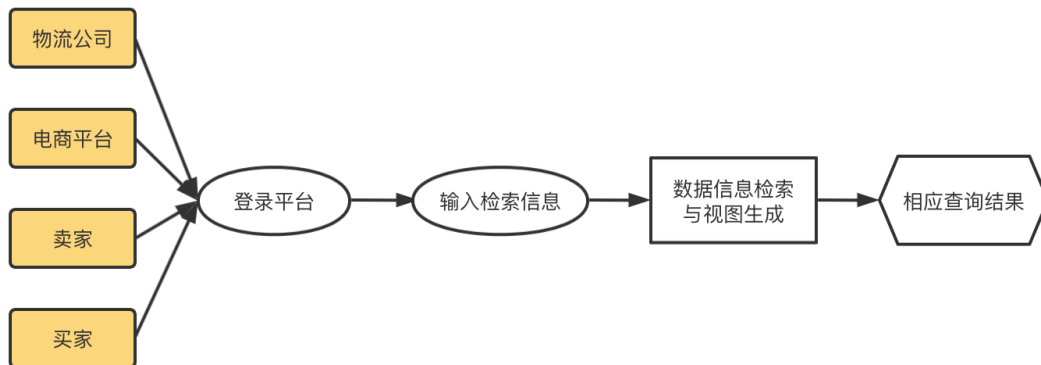 物流公司
电商平台
卖家
买家
登录平台
输入检索信息
数据信息检索
与视图生成
相应查询结果